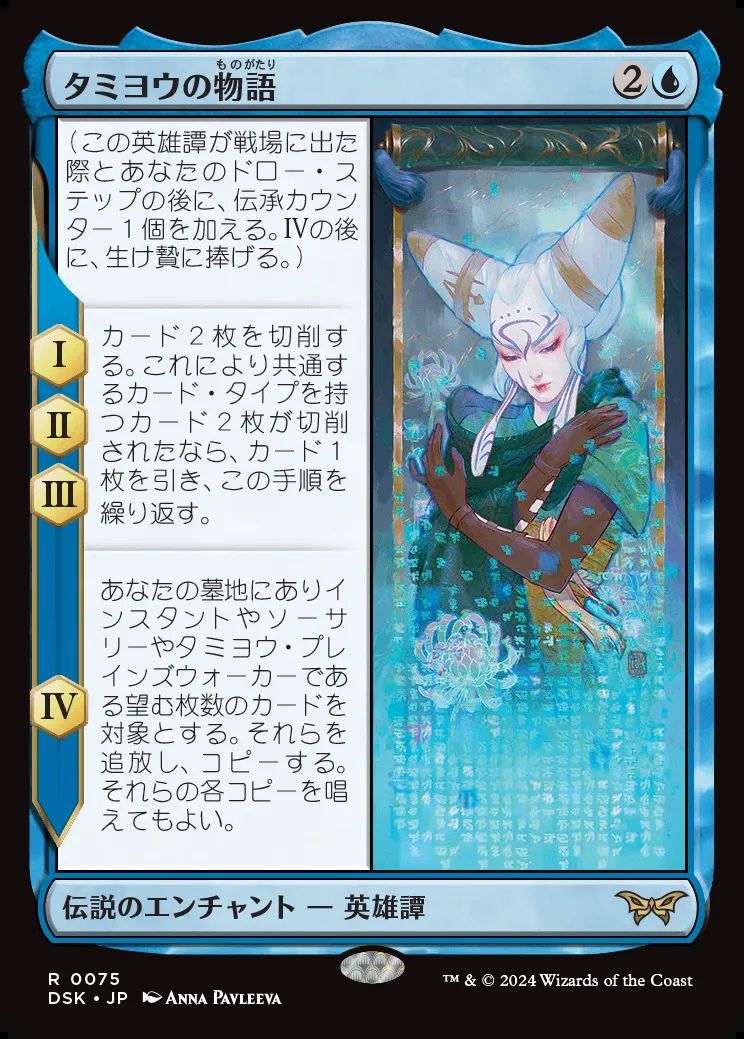 ものがたり
タミヨウの物語
2
(この英雄譚が戦場に出た
際とあなたのドロー・ス
テップの後に、伝承カウン
ター1個を加える。Ⅳの後
に、生け贄に捧げる。)
I
II
III
カード2枚を切削す
る。これにより共通す
るカード・タイプを持
つカード2枚が切削
されたなら、カード1
枚を引き、この手順を
繰り返す。
IV
あなたの墓地にありイ
ンスタントやソーサ
リーやタミヨウ・プレ
インズウォーカーであ
る望む枚数のカードを
対象とする。それらを
追放し、コピーする。
それらの各コピーを唱
えてもよい。
伝説のエンチャント — 英雄譚
R 0075
DSK • JP ANNA PAVLEEVA
™ & © 2024 Wizards of the Coast